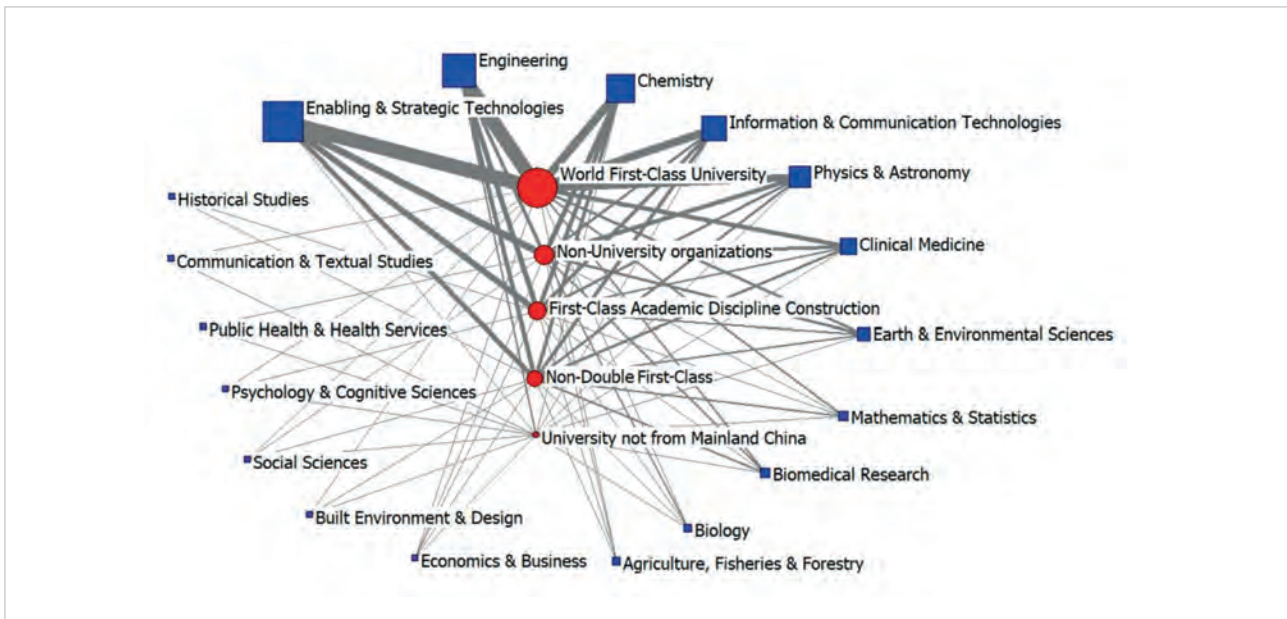 Engineering
Chemistry
Enabling & Strategic Technologies
Information & Communication Technologies
World First-Class University
Physics & Astronomy
Historical Studies
Clinical Medicine
Non-University organizations
Communication & Textual Studies
First-Class Academic Discipline Construction
Public Health & Health Services
Earth & Environmental Sciences
Non-Double First-Class
Psychology & Cognitive Sciences
Mathematics & Statistics
University not from Mainland China
Social Sciences
Biomedical Research
Built Environment & Design
Biology
Economics & Business
Agriculture, Fisheries & Forestry